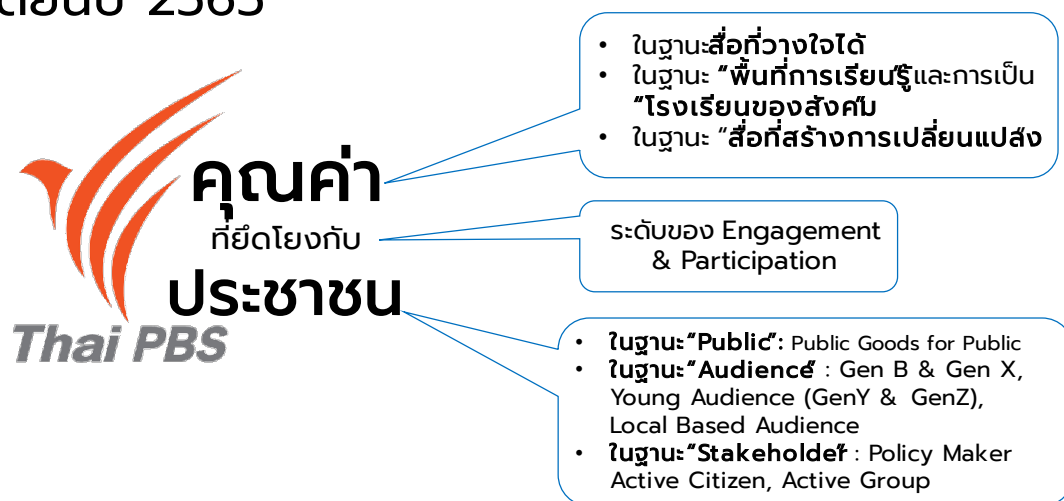 2565
• ในฐานะสื่อที่วางใจได้
• ในฐานะ “พื้นที่การเรียนรู้”และการเป็น
“โรงเรียนของสังคม”
• ในฐานะ “สื่อที่สร้างการเปลี่ยนแปลง”
คุณค่า
ที่ยึดโยงกับ
ประชาชน
Thai PBS
ระดับของ Engagement
& Participation
• ในฐานะ“Public”: Public Goods for Public
• ในฐานะ“Audience” : Gen B & Gen X,
Young Audience (GenY & GenZ),
Local Based Audience
• ในฐานะ“Stakeholder” : Policy Maker
Active Citizen, Active Group